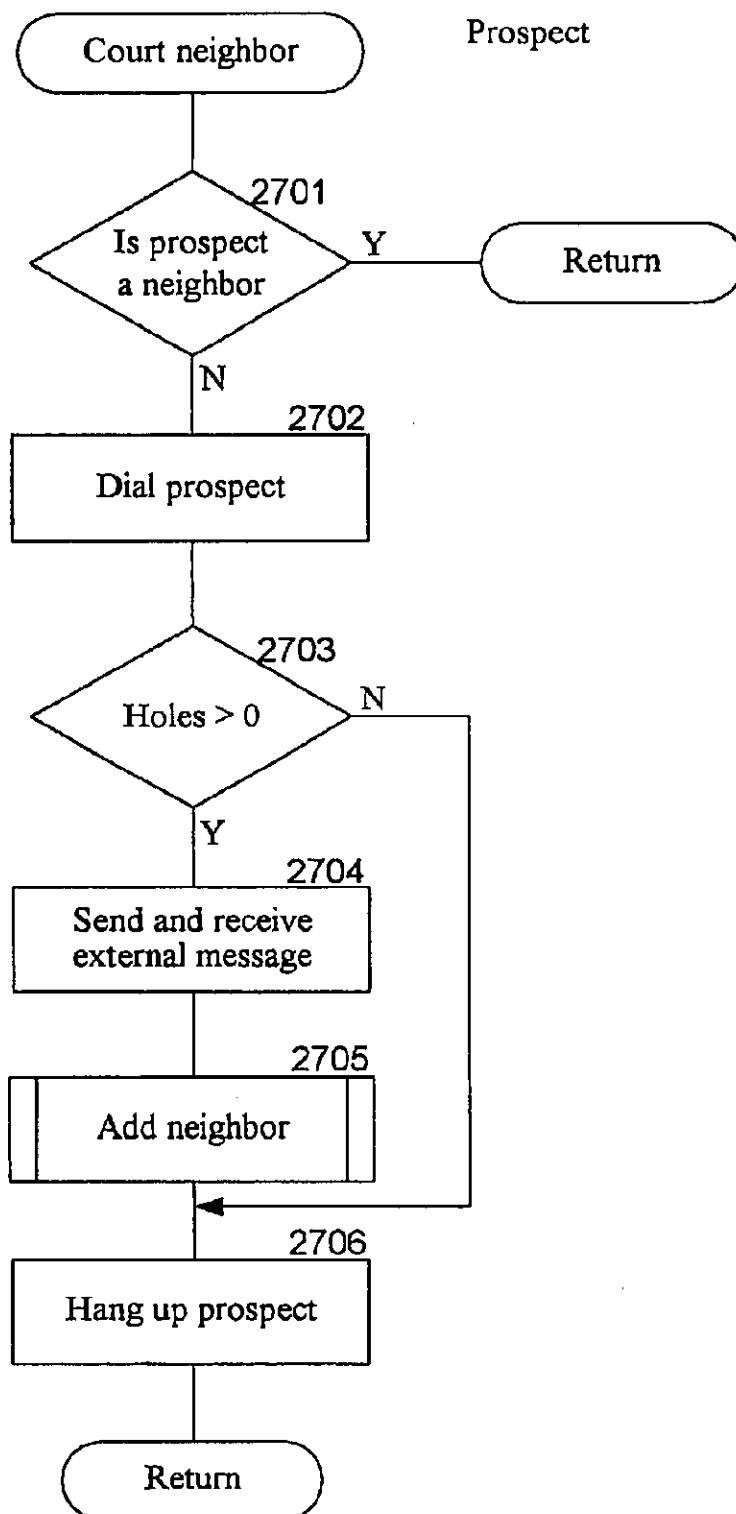 Court neighbor
Prospect
2701
Is prospect
a neighbor
Y
Return
N
2702
Dial prospect
2703
Holes > 0
N
Y
2704
Send and receive
external message
2705
Add neighbor
2706
Hang up prospect
Return